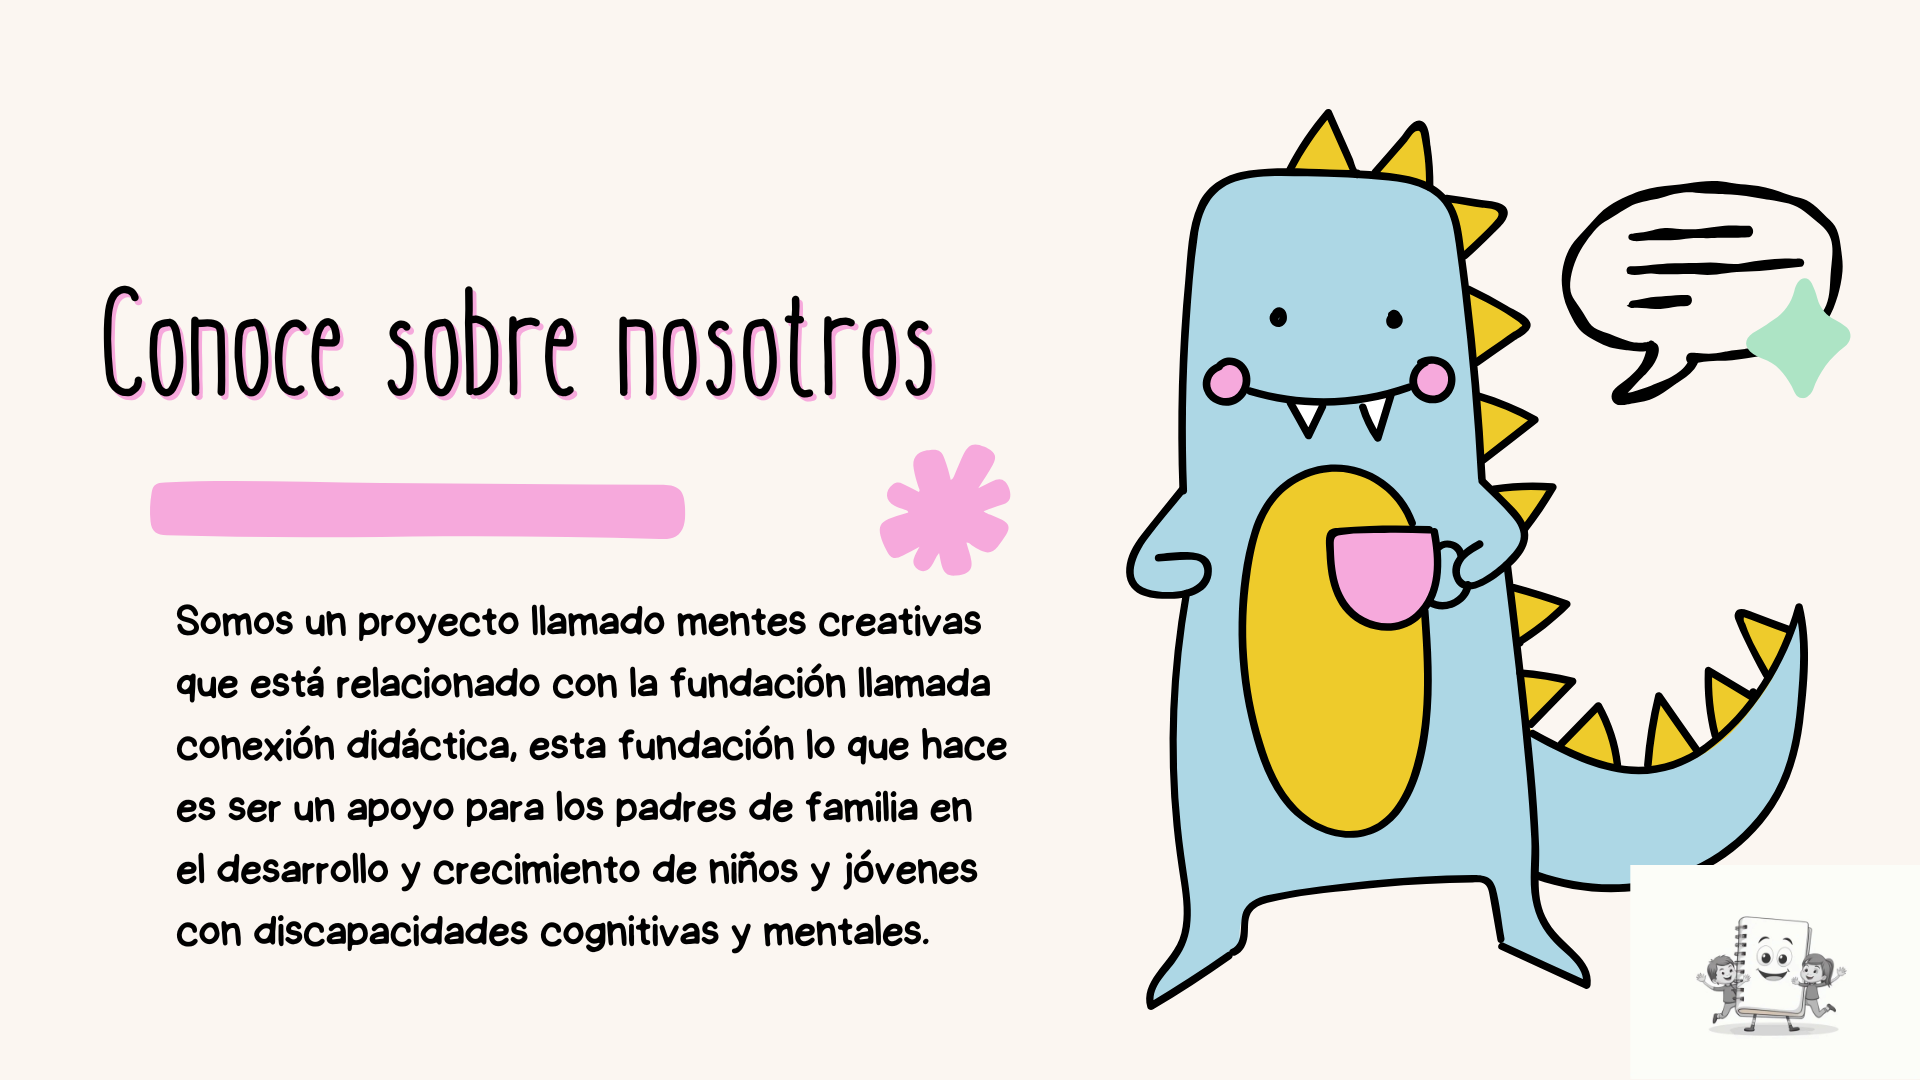 Conoce sobre nosotros
Somos un proyecto llamado mentes creativas
que está relacionado con la fundación llamada
conexión didáctica, esta fundación lo que hace
es ser un apoyo para los padres de familia en
el desarrollo y crecimiento de niños y jóvenes
con discapacidades cognitivas y mentales.